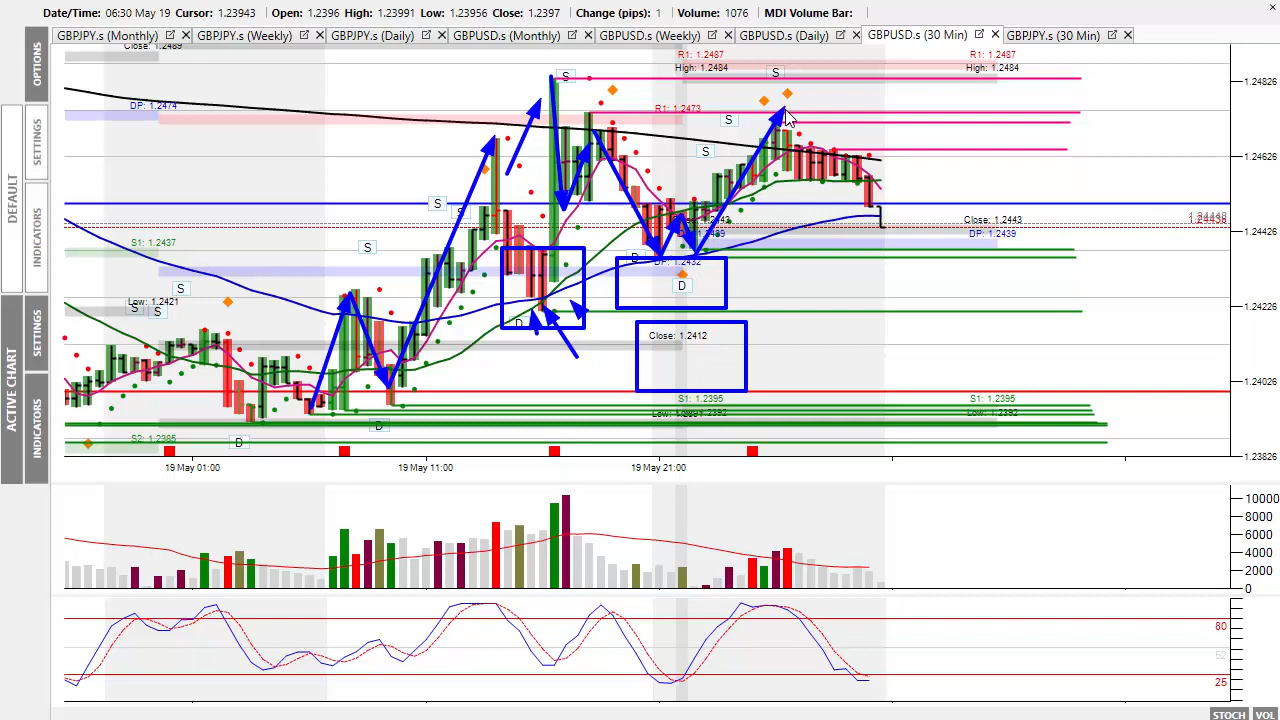 Date/Time: 06:30 May 19 Cursor: 1.23943 Open: 1.2396 High: 1.23991 Low: 1.23956 Close: 1.2397 Change (pips): 1 Volume: 1076 MDI Volume Bar:
GBPJPY.s (Monthly) GBPJPY.s (Weekly) GBPJPY.s (Daily) GBPUSD.s (Monthly) GBPUSD.s (Weekly) GBPUSD.s (Daily) GBPUSD.s (30 Min) GBPJPY.s (30 Min)
OPTIONS
SETTINGS
INDICATORS
DEFAULT
SETTINGS
INDICATORS
ACTIVE CHART
Close: 1.2489
R1: 1.2487 R1: 1.2487
High: 1.2484 High: 1.2484
S S
1.24826
DP: 1.2474
R1: 1.2473
S
S
1.24626
S
S
Close: 1.2443
DP: 1.2439
1.24426
S1: 1.2437
S
D
DP: 1.2432
S
D
Low: 1.2421
S S
1.24226
D
Close: 1.2412
1.24026
S1: 1.2395 S1: 1.2395
Low: 1.2392
D
S2: 1.2385
D
1.23826
19 May 01:00 19 May 11:00 19 May 21:00
10000
8000
6000
4000
2000
0
80
52
25
STOCH VOL